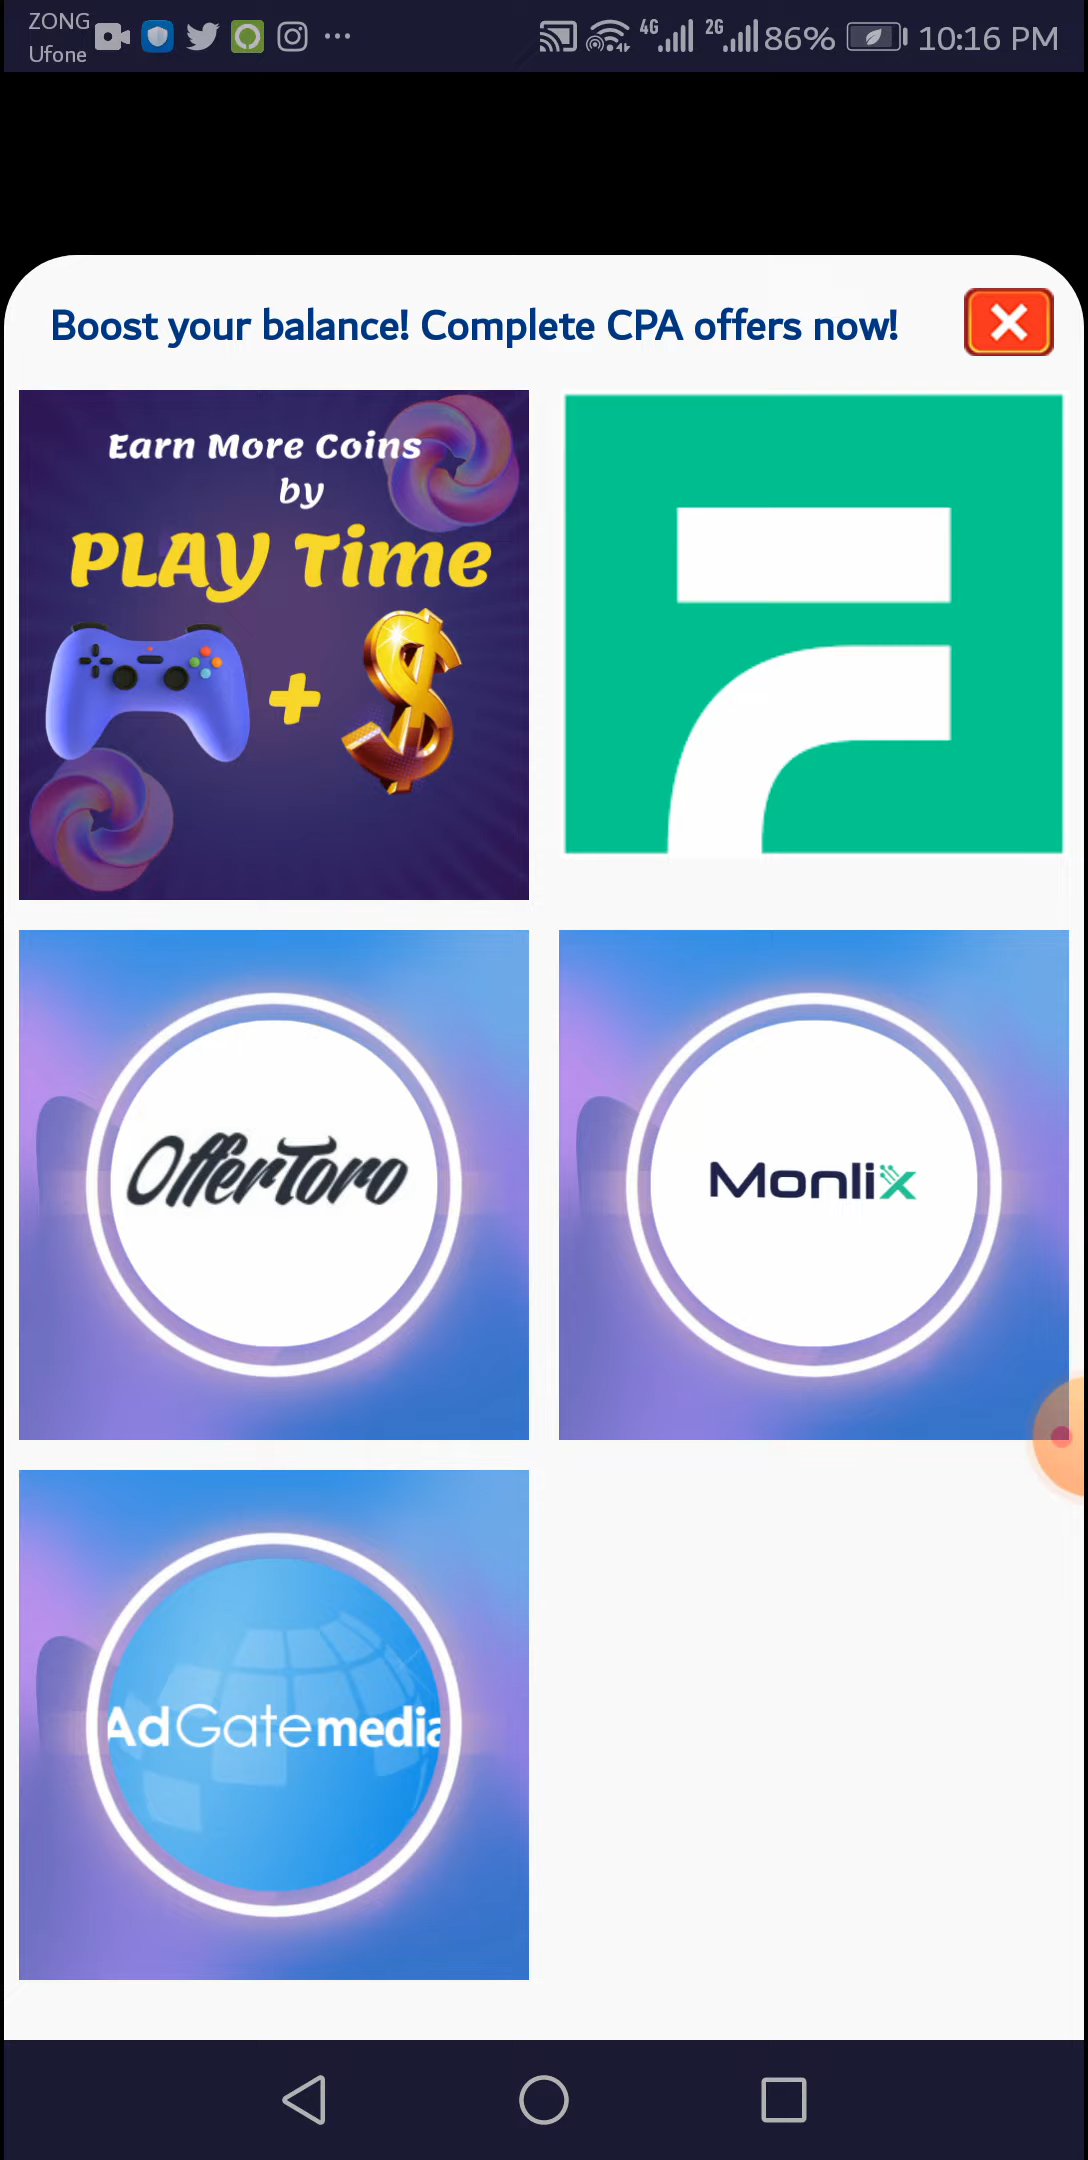 ZONG
Ufone
4G
2G
86%
10:16 PM
Boost your balance! Complete CPA offers now!
Earn More Coins
by
PLAY Time
OfferToro
Monlix
AdGatemedia